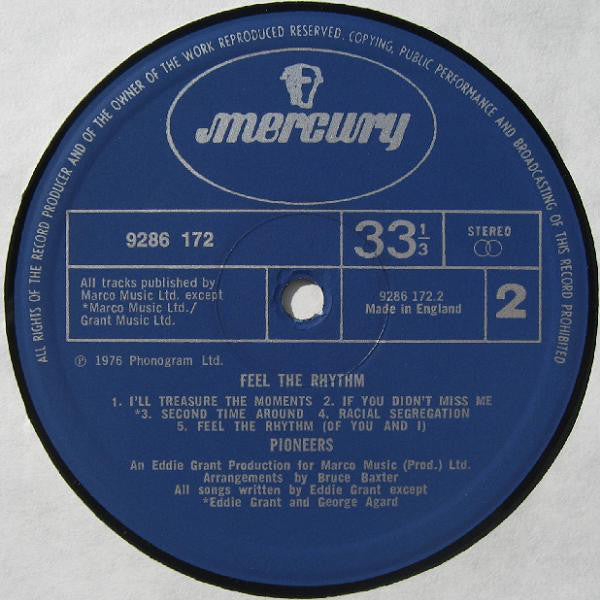 ALL RIGHTS OF THE RECORD PRODUCER AND OF THE OWNER OF THE WORK REPRODUCED RESERVED. COPYING, PUBLIC PERFORMANCE AND BROADCASTING OF THIS RECORD PROHIBITED
mercury
9286 172
33 1/3
STEREO
All tracks published by
Marco Music Ltd. except
*Marco Music Ltd./
Grant Music Ltd.
9286 172.2
Made in England
2
℗ 1976 Phonogram Ltd.
FEEL THE RHYTHM
1. I'LL TREASURE THE MOMENTS 2. IF YOU DIDN'T MISS ME
*3. SECOND TIME AROUND 4. RACIAL SEGREGATION
5. FEEL THE RHYTHM (OF YOU AND I)
PIONEERS
An Eddie Grant Production for Marco Music (Prod.) Ltd.
Arrangements by Bruce Baxter
All songs written by Eddie Grant except
*Eddie Grant and George Agard